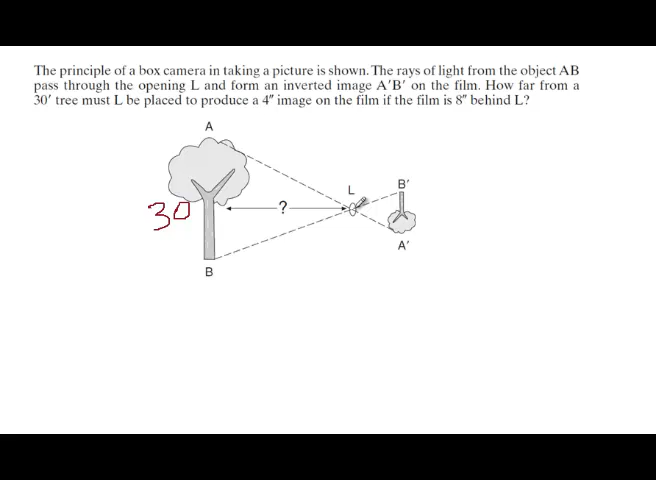 The principle of a box camera in taking a picture is shown. The rays of light from the object AB
pass through the opening L and form an inverted image A′B′ on the film. How far from a
30′ tree must L be placed to produce a 4″ image on the film if the film is 8″ behind L?
A
L
B′
30
?
A′
B